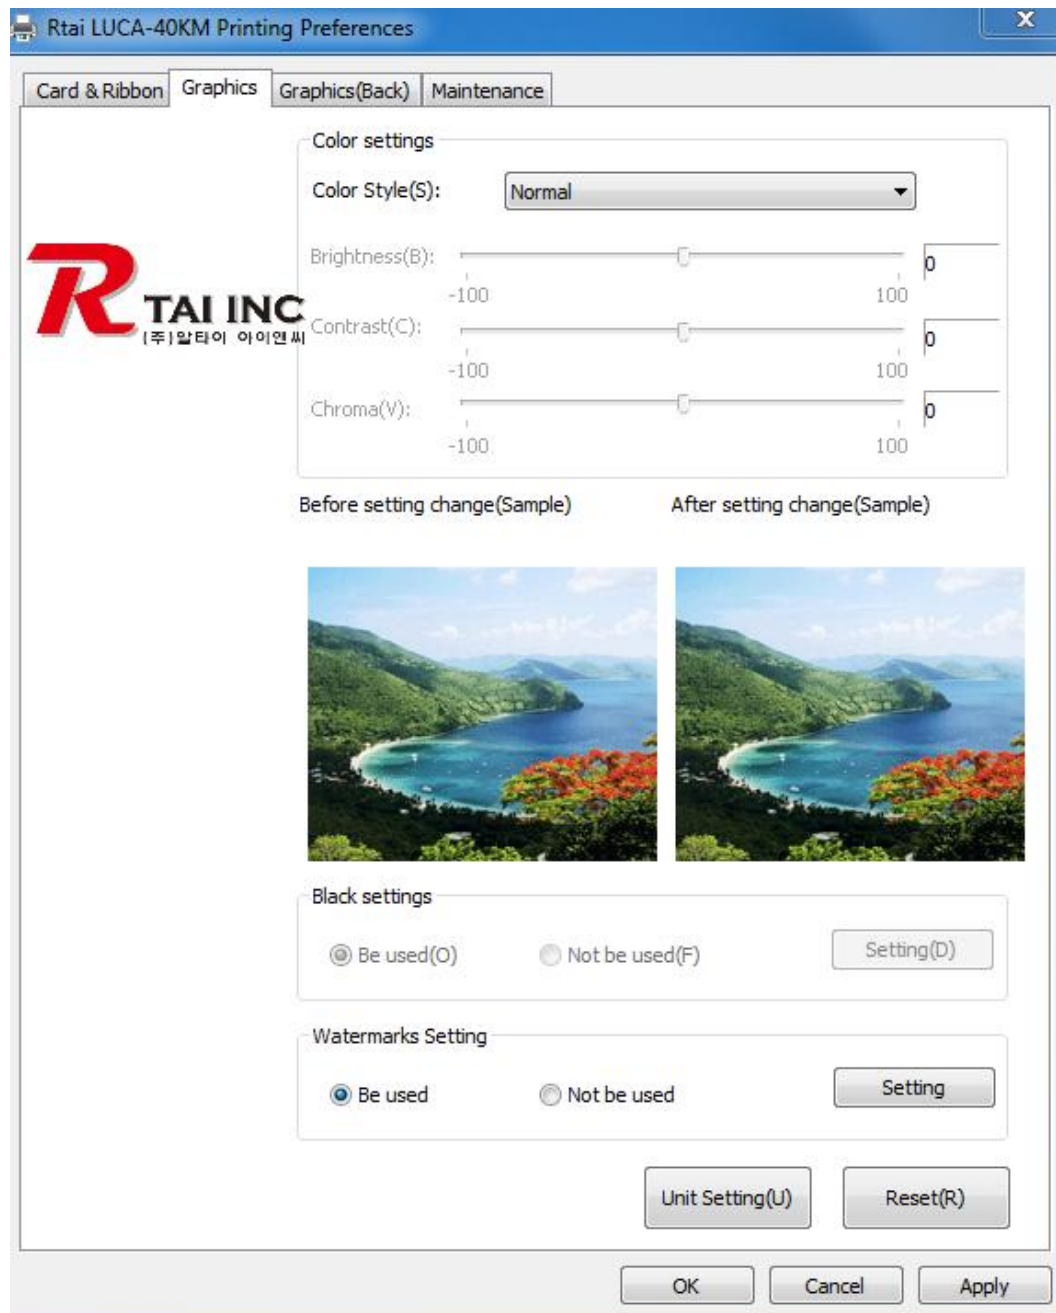 Rtai LUCA-40KM Printing Preferences
X
Card & Ribbon Graphics Graphics(Back) Maintenance
Color settings
Color Style(S): Normal
Brightness(B): 0
-100 100
R TAI INC
(주)알타이 아이엔씨
Contrast(C): 0
-100 100
Chroma(V): 0
-100 100
Before setting change(Sample) After setting change(Sample)
Black settings
Be used(O) Not be used(F) Setting(D)
Watermarks Setting
Be used Not be used Setting
Unit Setting(U) Reset(R)
OK Cancel Apply